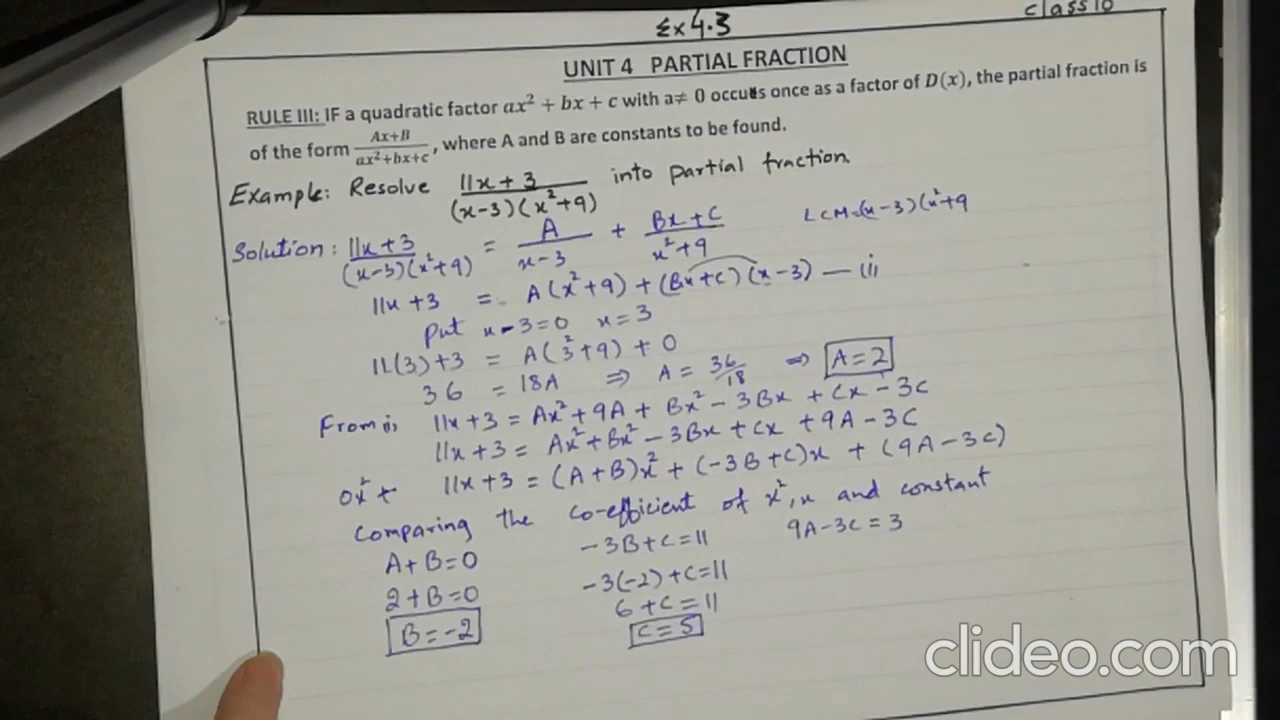 Ex 4.3
class 10
UNIT 4 PARTIAL FRACTION
RULE III: IF a quadratic factor ax² + bx + c with a≠ 0 occurs once as a factor of D(x), the partial fraction is
of the form (Ax+B)/(ax²+bx+c), where A and B are constants to be found.
Example: Resolve (11x + 3)/((x-3)(x²+9)) into partial fraction.
Solution: (11x+3)/((x-3)(x²+9)) = A/(x-3) + (Bx+C)/(x²+9) LCM=(x-3)(x²+9
11x+3 = A(x²+9) + (Bx+C)(x-3) — (i)
Put x-3=0 x=3
11(3)+3 = A(3²+9) + 0
36 = 18A ⇒ A = 36/18 ⇒ A=2
From (i) 11x+3 = Ax²+9A + Bx² - 3Bx + Cx - 3C
11x+3 = Ax²+Bx² - 3Bx + Cx + 9A - 3C
0x² + 11x+3 = (A+B)x² + (-3B+C)x + (9A-3C)
Comparing the co-efficient of x², x and constant
A+B=0 -3B+C=11 9A-3C=3
2+B=0 -3(-2)+C=11
6+C=11
B=-2 C=5
clideo.com